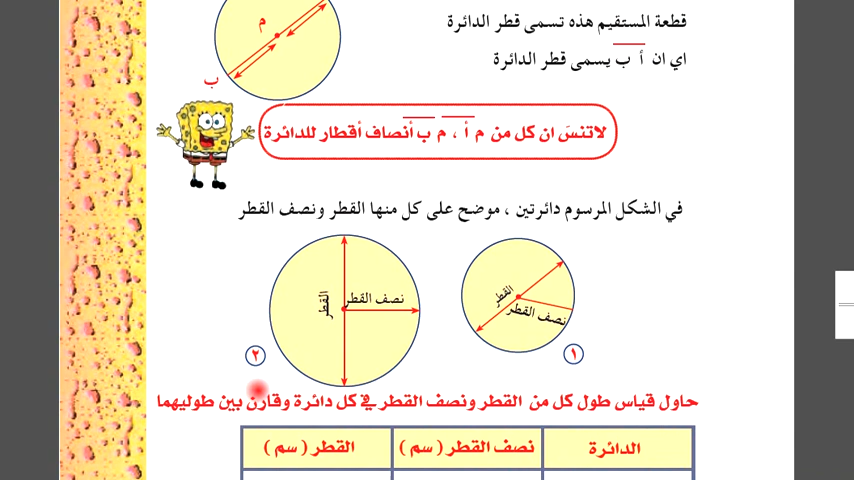 م
ب
قطعة المستقيم هذه تسمى قطر الدائرة
اي ان أ ب يسمى قطر الدائرة
لاتنسَ ان كل من م أ ، م ب أنصاف أقطار للدائرة
في الشكل المرسوم دائرتين ، موضح على كل منها القطر ونصف القطر
القطر
نصف القطر
١
القطر
نصف القطر
٢
حاول قياس طول كل من القطر ونصف القطر في كل دائرة وقارن بين طوليهما
الدائرة
نصف القطر ( سم )
القطر ( سم )